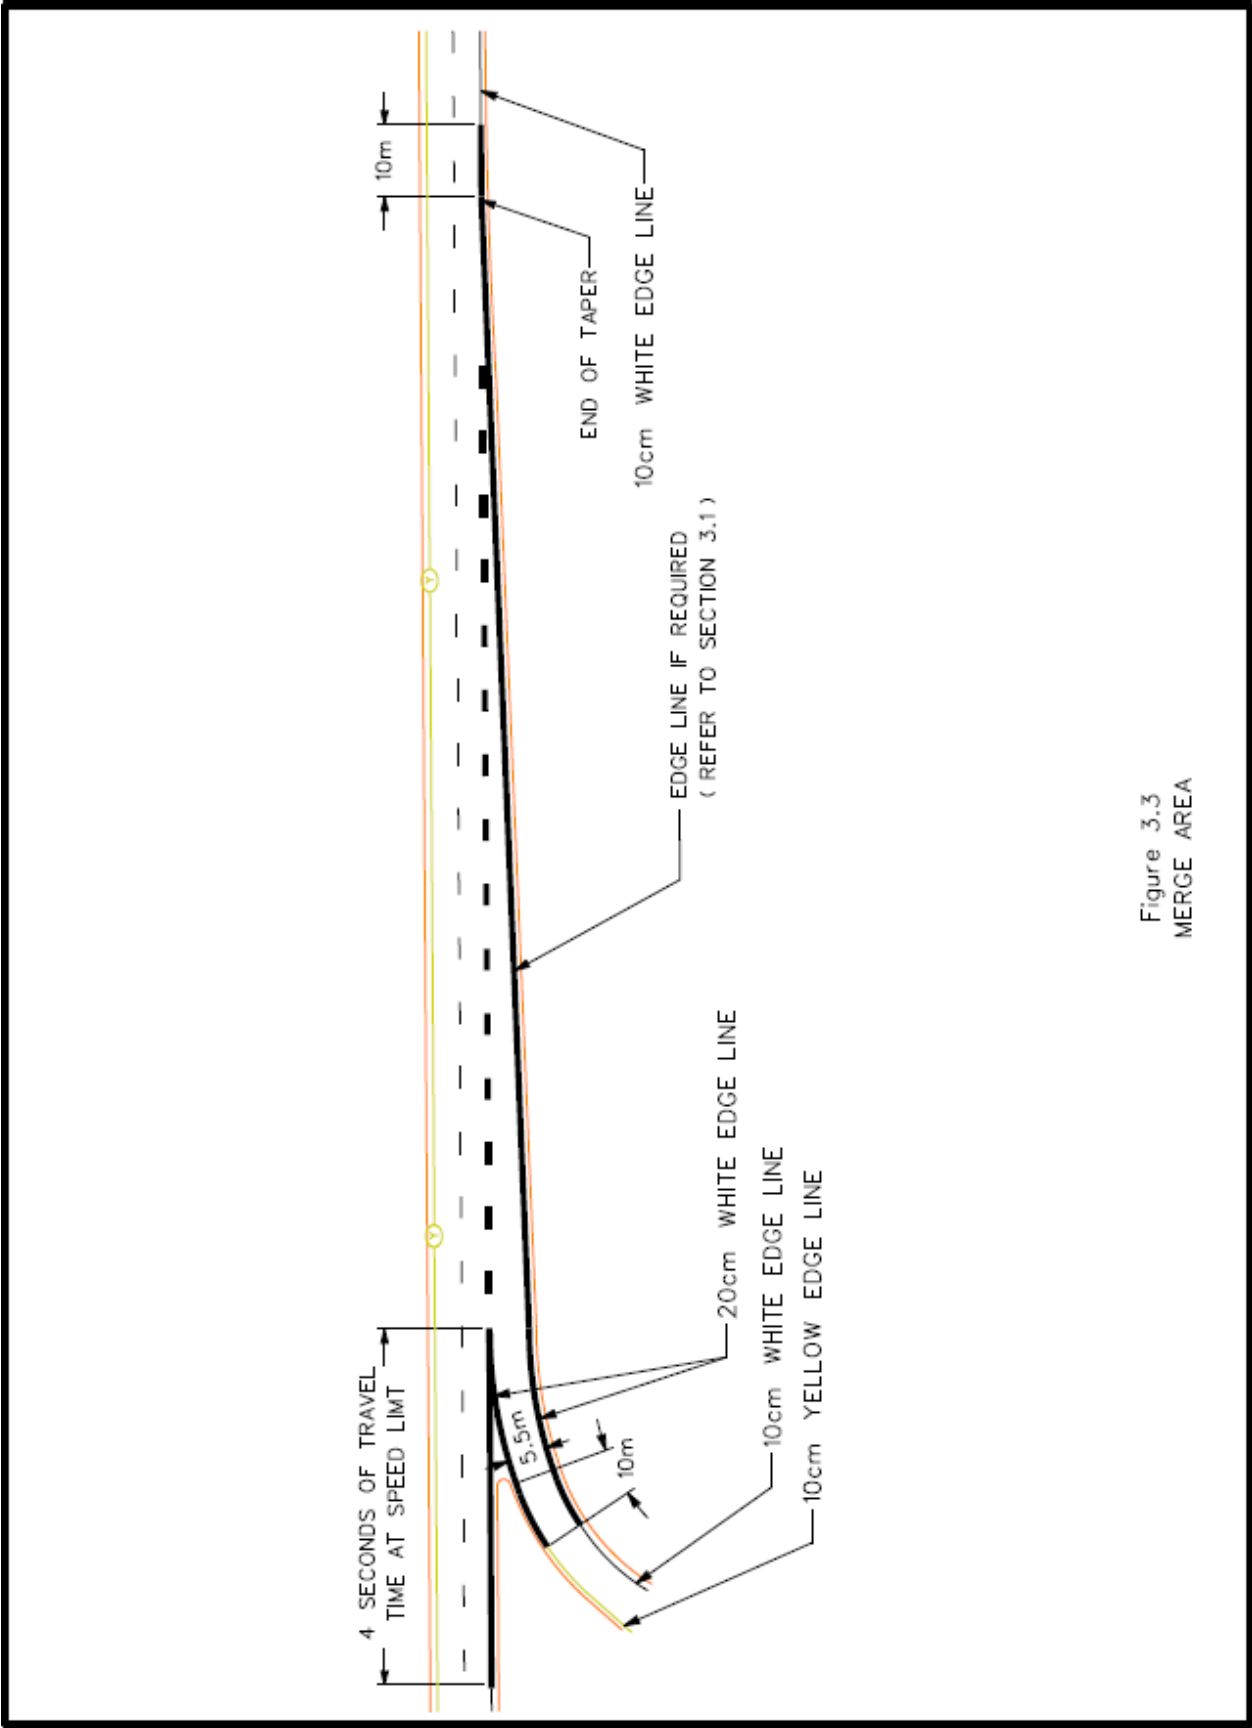 4 SECONDS OF TRAVEL
TIME AT SPEED LIMT
10m
Y
Y
5.5m
10m
END OF TAPER
10cm WHITE EDGE LINE
EDGE LINE IF REQUIRED
( REFER TO SECTION 3.1 )
20cm WHITE EDGE LINE
10cm WHITE EDGE LINE
10cm YELLOW EDGE LINE
Figure 3.3
MERGE AREA